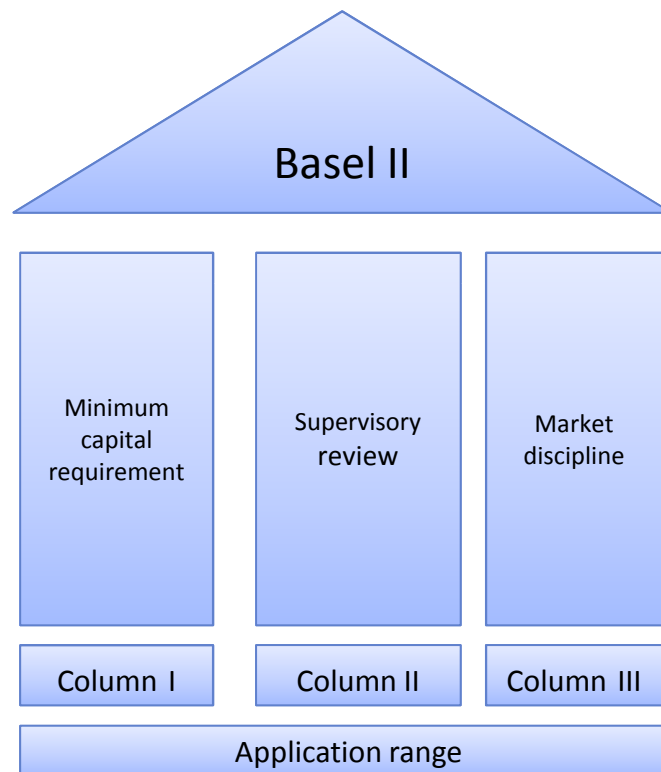 Basel II
Minimum
capital
requirement
Supervisory
review
Market
discipline
Column I
Column II
Column III
Application range